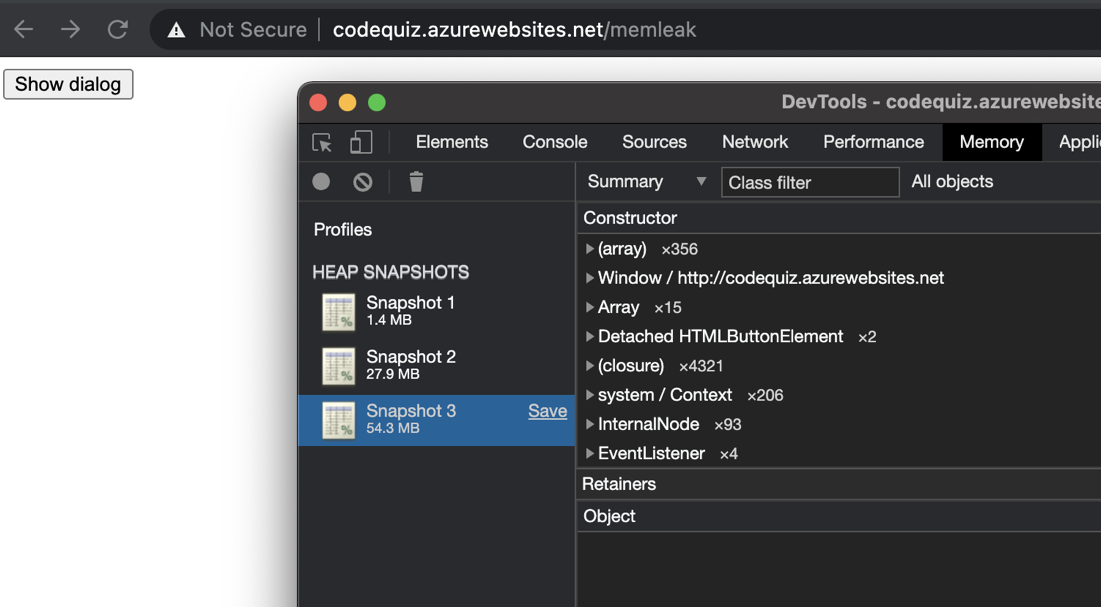 Not Secure | codequiz.azurewebsites.net/memleak
Show dialog
DevTools - codequiz.azurewebsite
Elements Console Sources Network Performance Memory Appli
Summary ▼ Class filter All objects
Profiles
HEAP SNAPSHOTS
Snapshot 1
1.4 MB
Snapshot 2
27.9 MB
Snapshot 3 Save
54.3 MB
Constructor
(array) ×356
Window / http://codequiz.azurewebsites.net
Array ×15
Detached HTMLButtonElement ×2
(closure) ×4321
system / Context ×206
InternalNode ×93
EventListener ×4
Retainers
Object